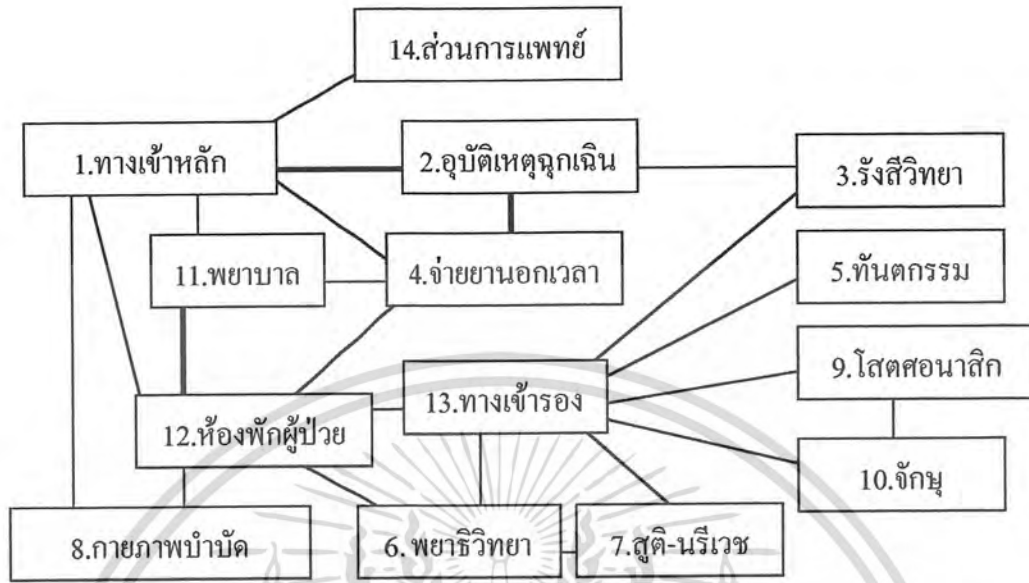 14.ส่วนการแพทย์
1.ทางเข้าหลัก
2.อุบัติเหตุฉุกเฉิน
3.รังสีวิทยา
11.พยาบาล
4.จ่ายยานอกเวลา
5.ทันตกรรม
9.โสตศอนาสิก
13.ทางเข้ารอง
12.ห้องพักผู้ป่วย
10.จักษุ
8.กายภาพบำบัด
6. พยาธิวิทยา
7.สูติ-นรีเวช